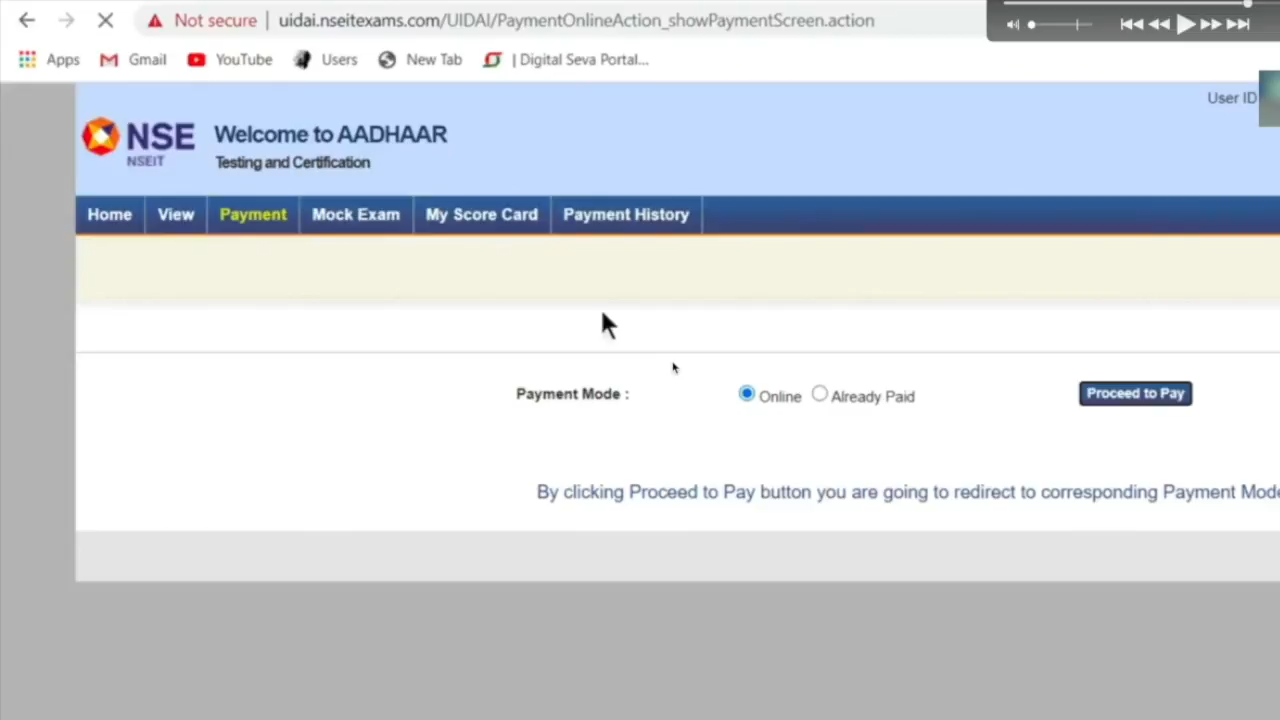 Not secure | uidai.nseitexams.com/UIDAI/PaymentOnlineAction_showPaymentScreen.action
Apps Gmail YouTube Users New Tab | Digital Seva Portal...
User ID
NSE
NSEIT
Welcome to AADHAAR
Testing and Certification
Home View Payment Mock Exam My Score Card Payment History
Payment Mode : Online Already Paid Proceed to Pay
By clicking Proceed to Pay button you are going to redirect to corresponding Payment Mode